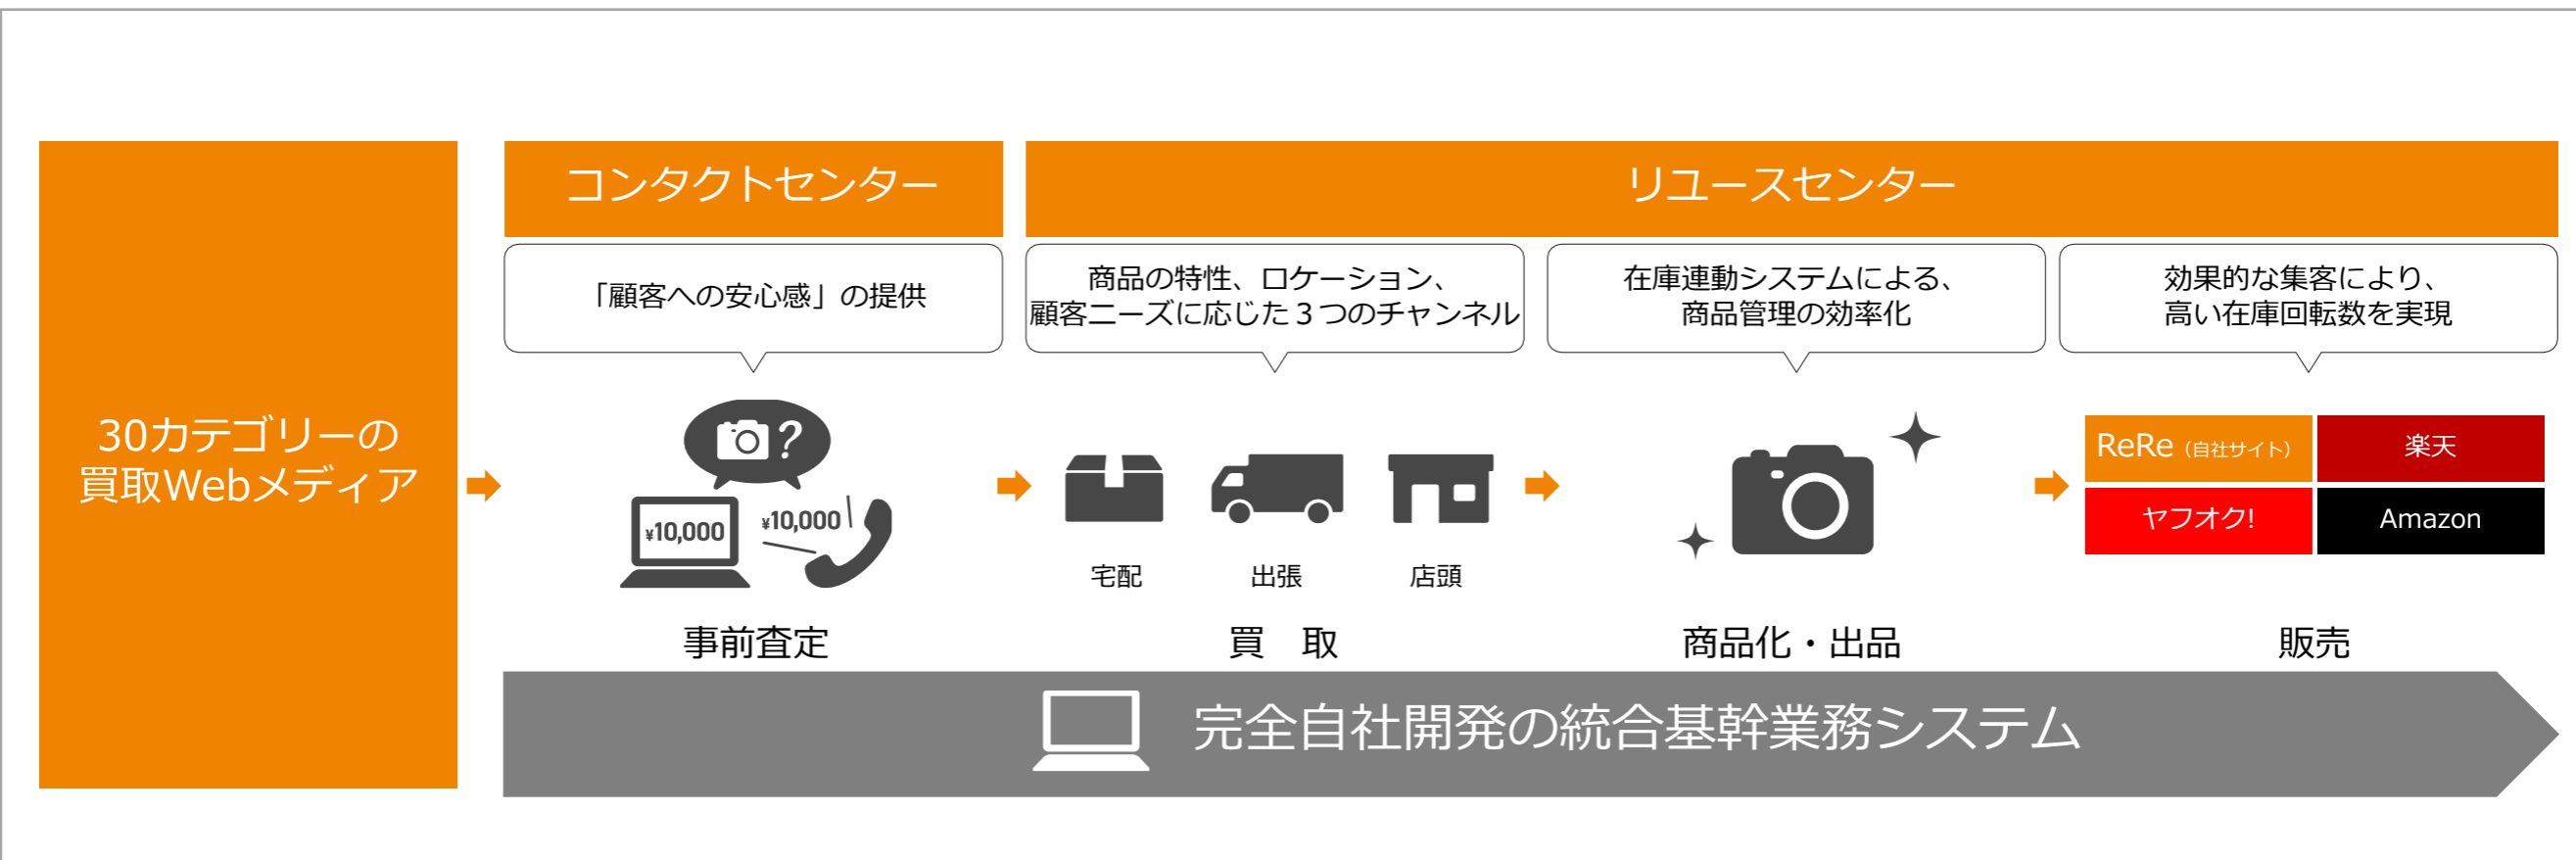 30カテゴリーの
買取Webメディア
コンタクトセンター
「顧客への安心感」の提供
?
¥10,000
¥10,000
事前査定
リユースセンター
商品の特性、ロケーション、
顧客ニーズに応じた３つのチャンネル
宅配
出張
店頭
買　取
在庫連動システムによる、
商品管理の効率化
商品化・出品
効果的な集客により、
高い在庫回転数を実現
ReRe（自社サイト）
楽天
ヤフオク!
Amazon
販売
完全自社開発の統合基幹業務システム